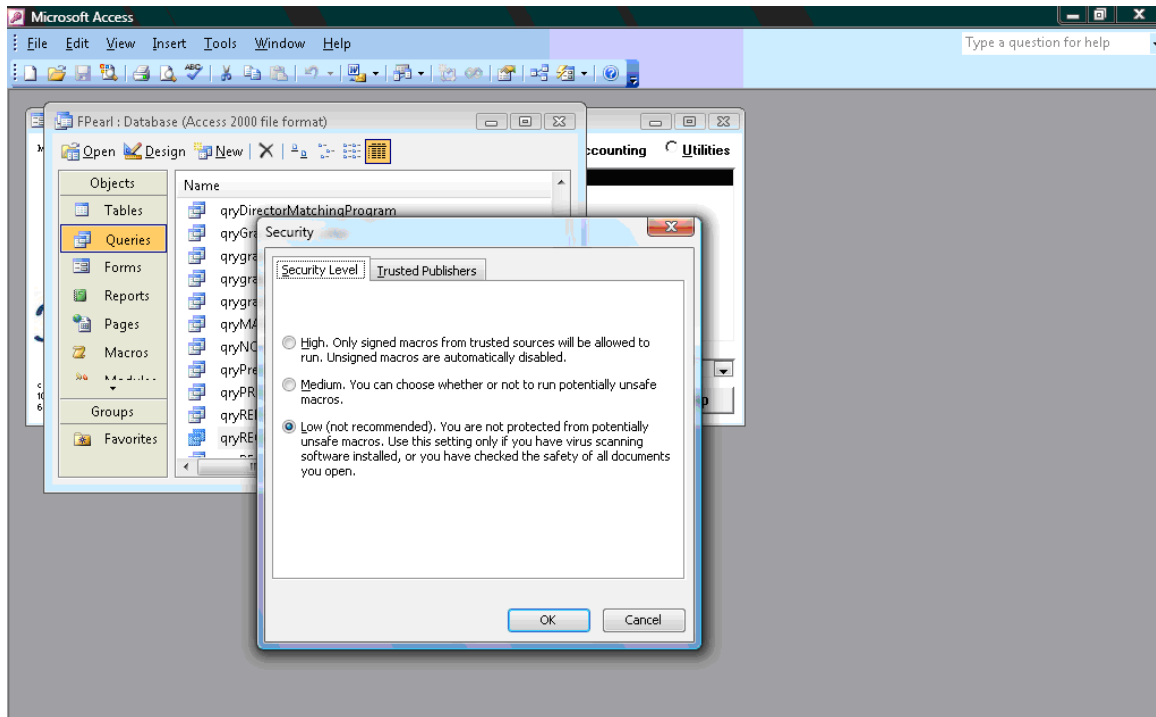 Microsoft Access
File Edit View Insert Tools Window Help
Type a question for help
FPearl : Database (Access 2000 file format)
Open Design New
ccounting Utilities
Objects
Name
Tables
qryDirectorMatchingProgram
Queries
qryGra
Forms
qrygra
qrygra
Reports
qrygra
Pages
qryMA
Macros
qryNO
qryPre
qryPR
Groups
qryREI
Favorites
qryREC
Security
Security Level
Trusted Publishers
High. Only signed macros from trusted sources will be allowed to
run. Unsigned macros are automatically disabled.
Medium. You can choose whether or not to run potentially unsafe
macros.
Low (not recommended). You are not protected from potentially
unsafe macros. Use this setting only if you have virus scanning
software installed, or you have checked the safety of all documents
you open.
OK
Cancel